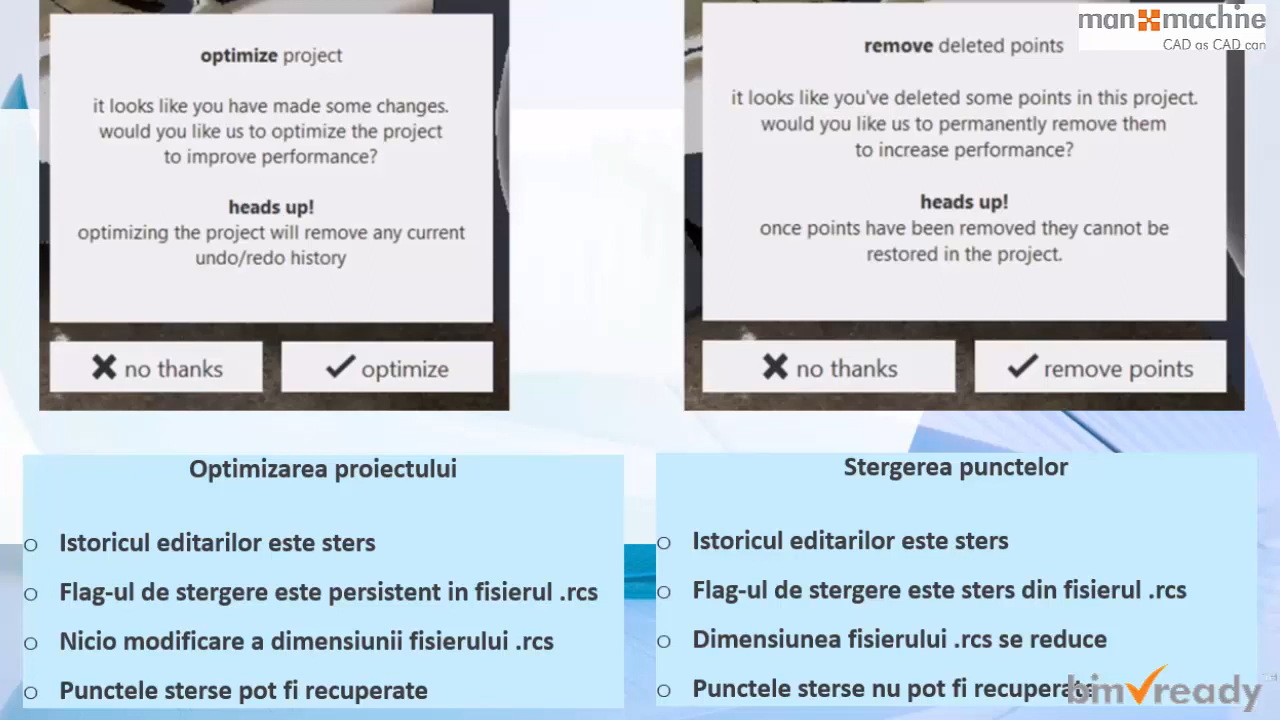 man machine
CAD as CAD can
optimize project
it looks like you have made some changes.
would you like us to optimize the project
to improve performance?
heads up!
optimizing the project will remove any current
undo/redo history
no thanks
optimize
remove deleted points
it looks like you've deleted some points in this project.
would you like us to permanently remove them
to increase performance?
heads up!
once points have been removed they cannot be
restored in the project.
no thanks
remove points
Optimizarea proiectului
Istoricul editarilor este sters
Flag-ul de stergere este persistent in fisierul .rcs
Nicio modificare a dimensiunii fisierului .rcs
Punctele sterse pot fi recuperate
Stergerea punctelor
Istoricul editarilor este sters
Flag-ul de stergere este sters din fisierul .rcs
Dimensiunea fisierului .rcs se reduce
Punctele sterse nu pot fi recuperate
bim ready